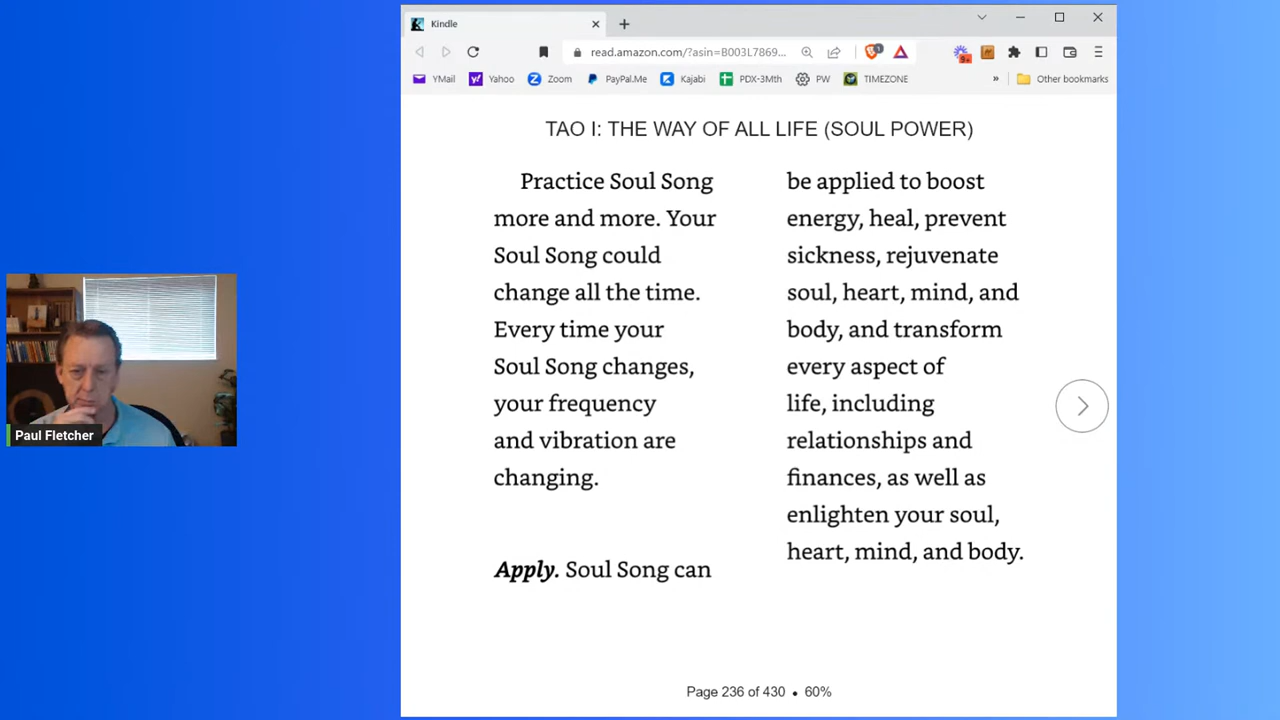 Kindle
read.amazon.com/?asin=B003L7869...
1
9+
YMail
Yahoo
Zoom
PayPal.Me
Kajabi
PDX-3Mth
PW
TIMEZONE
»
Other bookmarks
TAO I: THE WAY OF ALL LIFE (SOUL POWER)
Practice Soul Song
more and more. Your
Soul Song could
change all the time.
Every time your
Soul Song changes,
your frequency
and vibration are
changing.
Apply. Soul Song can
be applied to boost
energy, heal, prevent
sickness, rejuvenate
soul, heart, mind, and
body, and transform
every aspect of
life, including
relationships and
finances, as well as
enlighten your soul,
heart, mind, and body.
Page 236 of 430 • 60%
Paul Fletcher